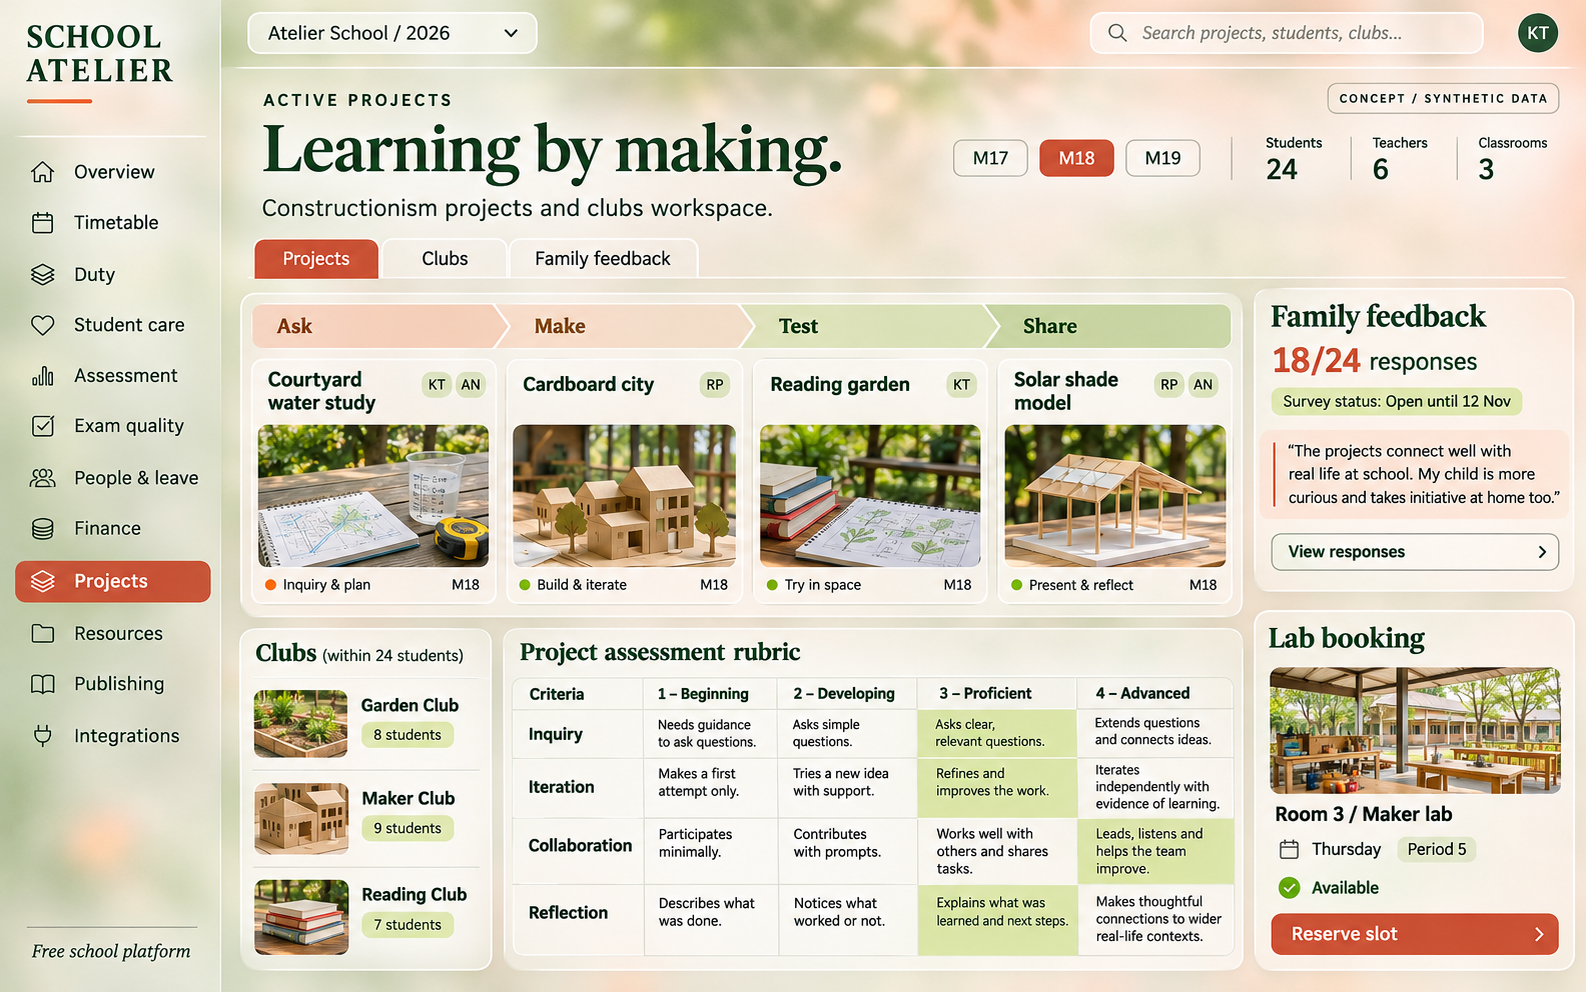 SCHOOL
ATELIER
Atelier School / 2026
Search projects, students, clubs...
KT
Overview
Timetable
Duty
Student care
Assessment
Exam quality
People & leave
Finance
Projects
Resources
Publishing
Integrations
Free school platform
ACTIVE PROJECTS
CONCEPT / SYNTHETIC DATA
Learning by making.
Constructionism projects and clubs workspace.
M17
M18
M19
Students
24
Teachers
6
Classrooms
3
Projects
Clubs
Family feedback
Ask
Make
Test
Share
Courtyard
water study
KT
AN
Inquiry & plan
M18
Cardboard city
RP
Build & iterate
M18
Reading garden
KT
Try in space
M18
Solar shade
model
RP
AN
Present & reflect
M18
Family feedback
18/24 responses
Survey status: Open until 12 Nov
“The projects connect well with
real life at school. My child is more
curious and takes initiative at home too.”
View responses
Clubs (within 24 students)
Garden Club
8 students
Maker Club
9 students
Reading Club
7 students
Project assessment rubric
Criteria
1 – Beginning
2 – Developing
3 – Proficient
4 – Advanced
Inquiry
Needs guidance
to ask questions.
Asks simple
questions.
Asks clear,
relevant questions.
Extends questions
and connects ideas.
Iteration
Makes a first
attempt only.
Tries a new idea
with support.
Refines and
improves the work.
Iterates
independently with
evidence of learning.
Collaboration
Participates
minimally.
Contributes
with prompts.
Works well with
others and shares
tasks.
Leads, listens and
helps the team
improve.
Reflection
Describes what
was done.
Notices what
worked or not.
Explains what was
learned and next steps.
Makes thoughtful
connections to wider
real-life contexts.
Lab booking
Room 3 / Maker lab
Thursday
Period 5
Available
Reserve slot